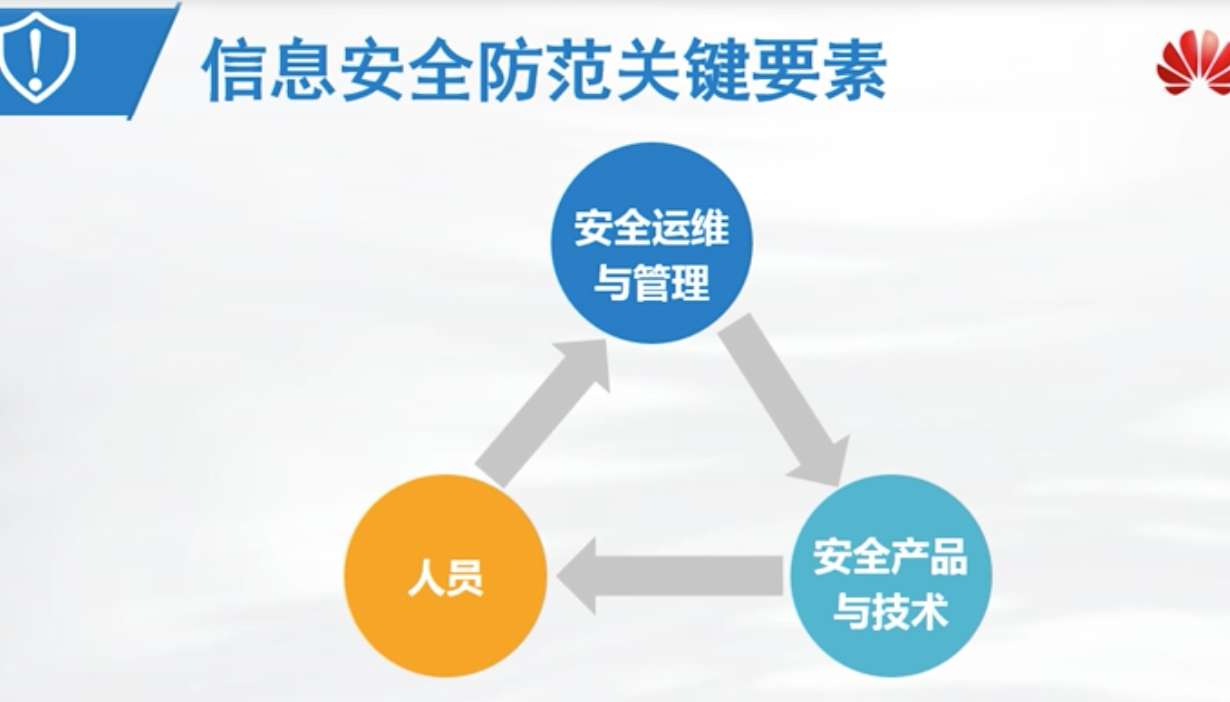 信息安全防范关键要素
安全运维
与管理
人员
安全产品
与技术